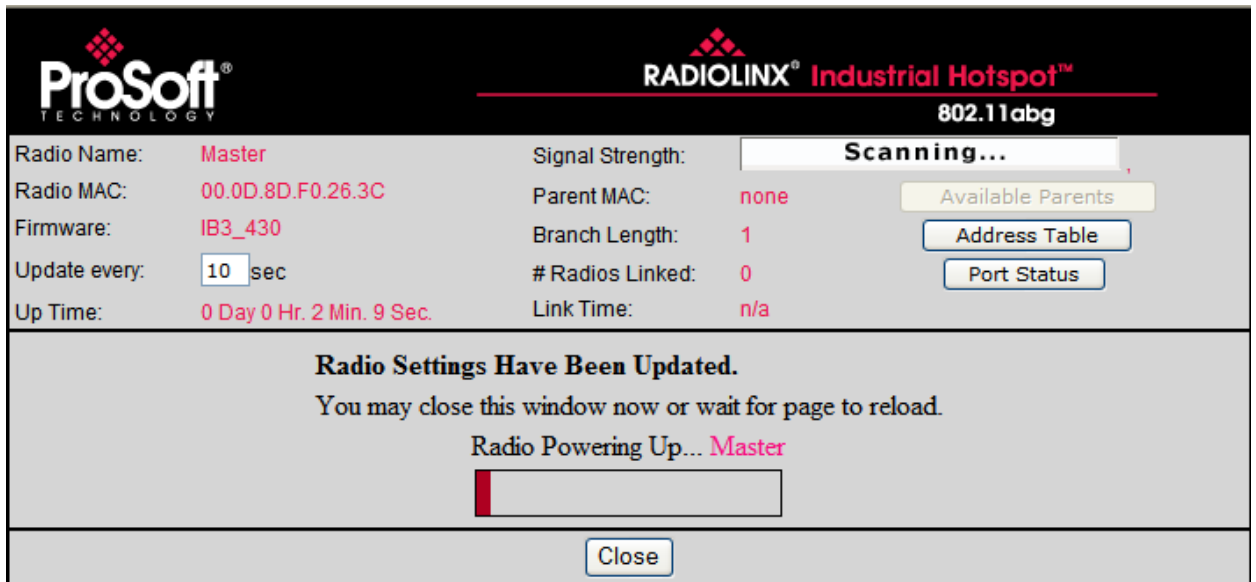 ProSoft®
TECHNOLOGY
RADIOLINX® Industrial Hotspot™
802.11abg
Radio Name: Master
Radio MAC: 00.0D.8D.F0.26.3C
Firmware: IB3_430
Update every: 10 sec
Up Time: 0 Day 0 Hr. 2 Min. 9 Sec.
Signal Strength: Scanning... ,
Parent MAC: none Available Parents
Branch Length: 1 Address Table
# Radios Linked: 0 Port Status
Link Time: n/a
Radio Settings Have Been Updated.
You may close this window now or wait for page to reload.
Radio Powering Up... Master
Close